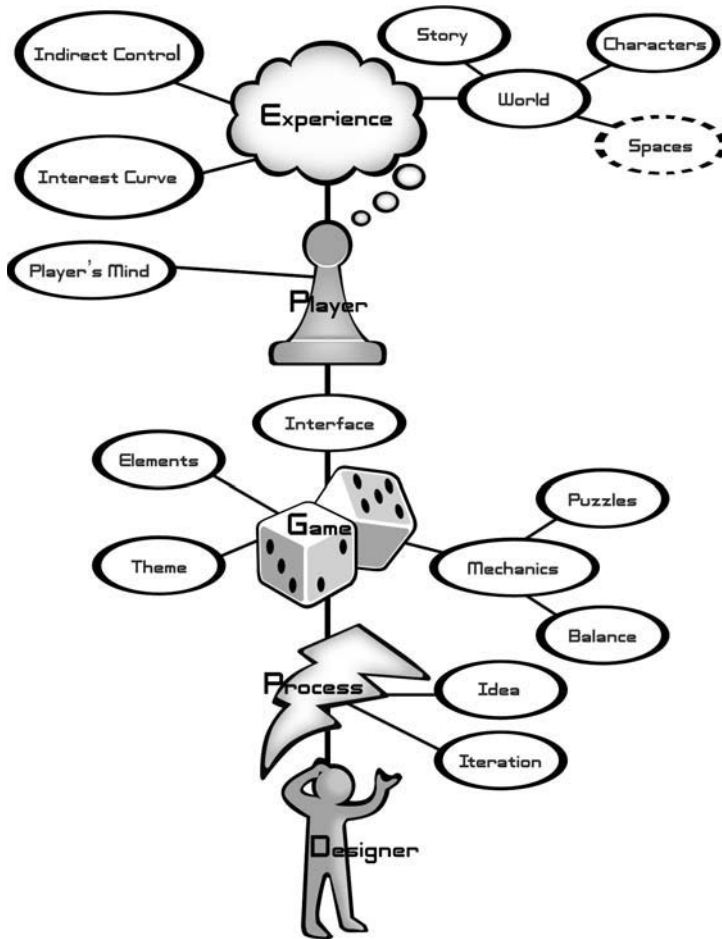 Story
Indirect Control
Characters
World
Experience
Spaces
Interest Curve
Player's Mind
Player
Interface
Elements
Puzzles
Game
Theme
Mechanics
Balance
Process
Idea
Iteration
Designer